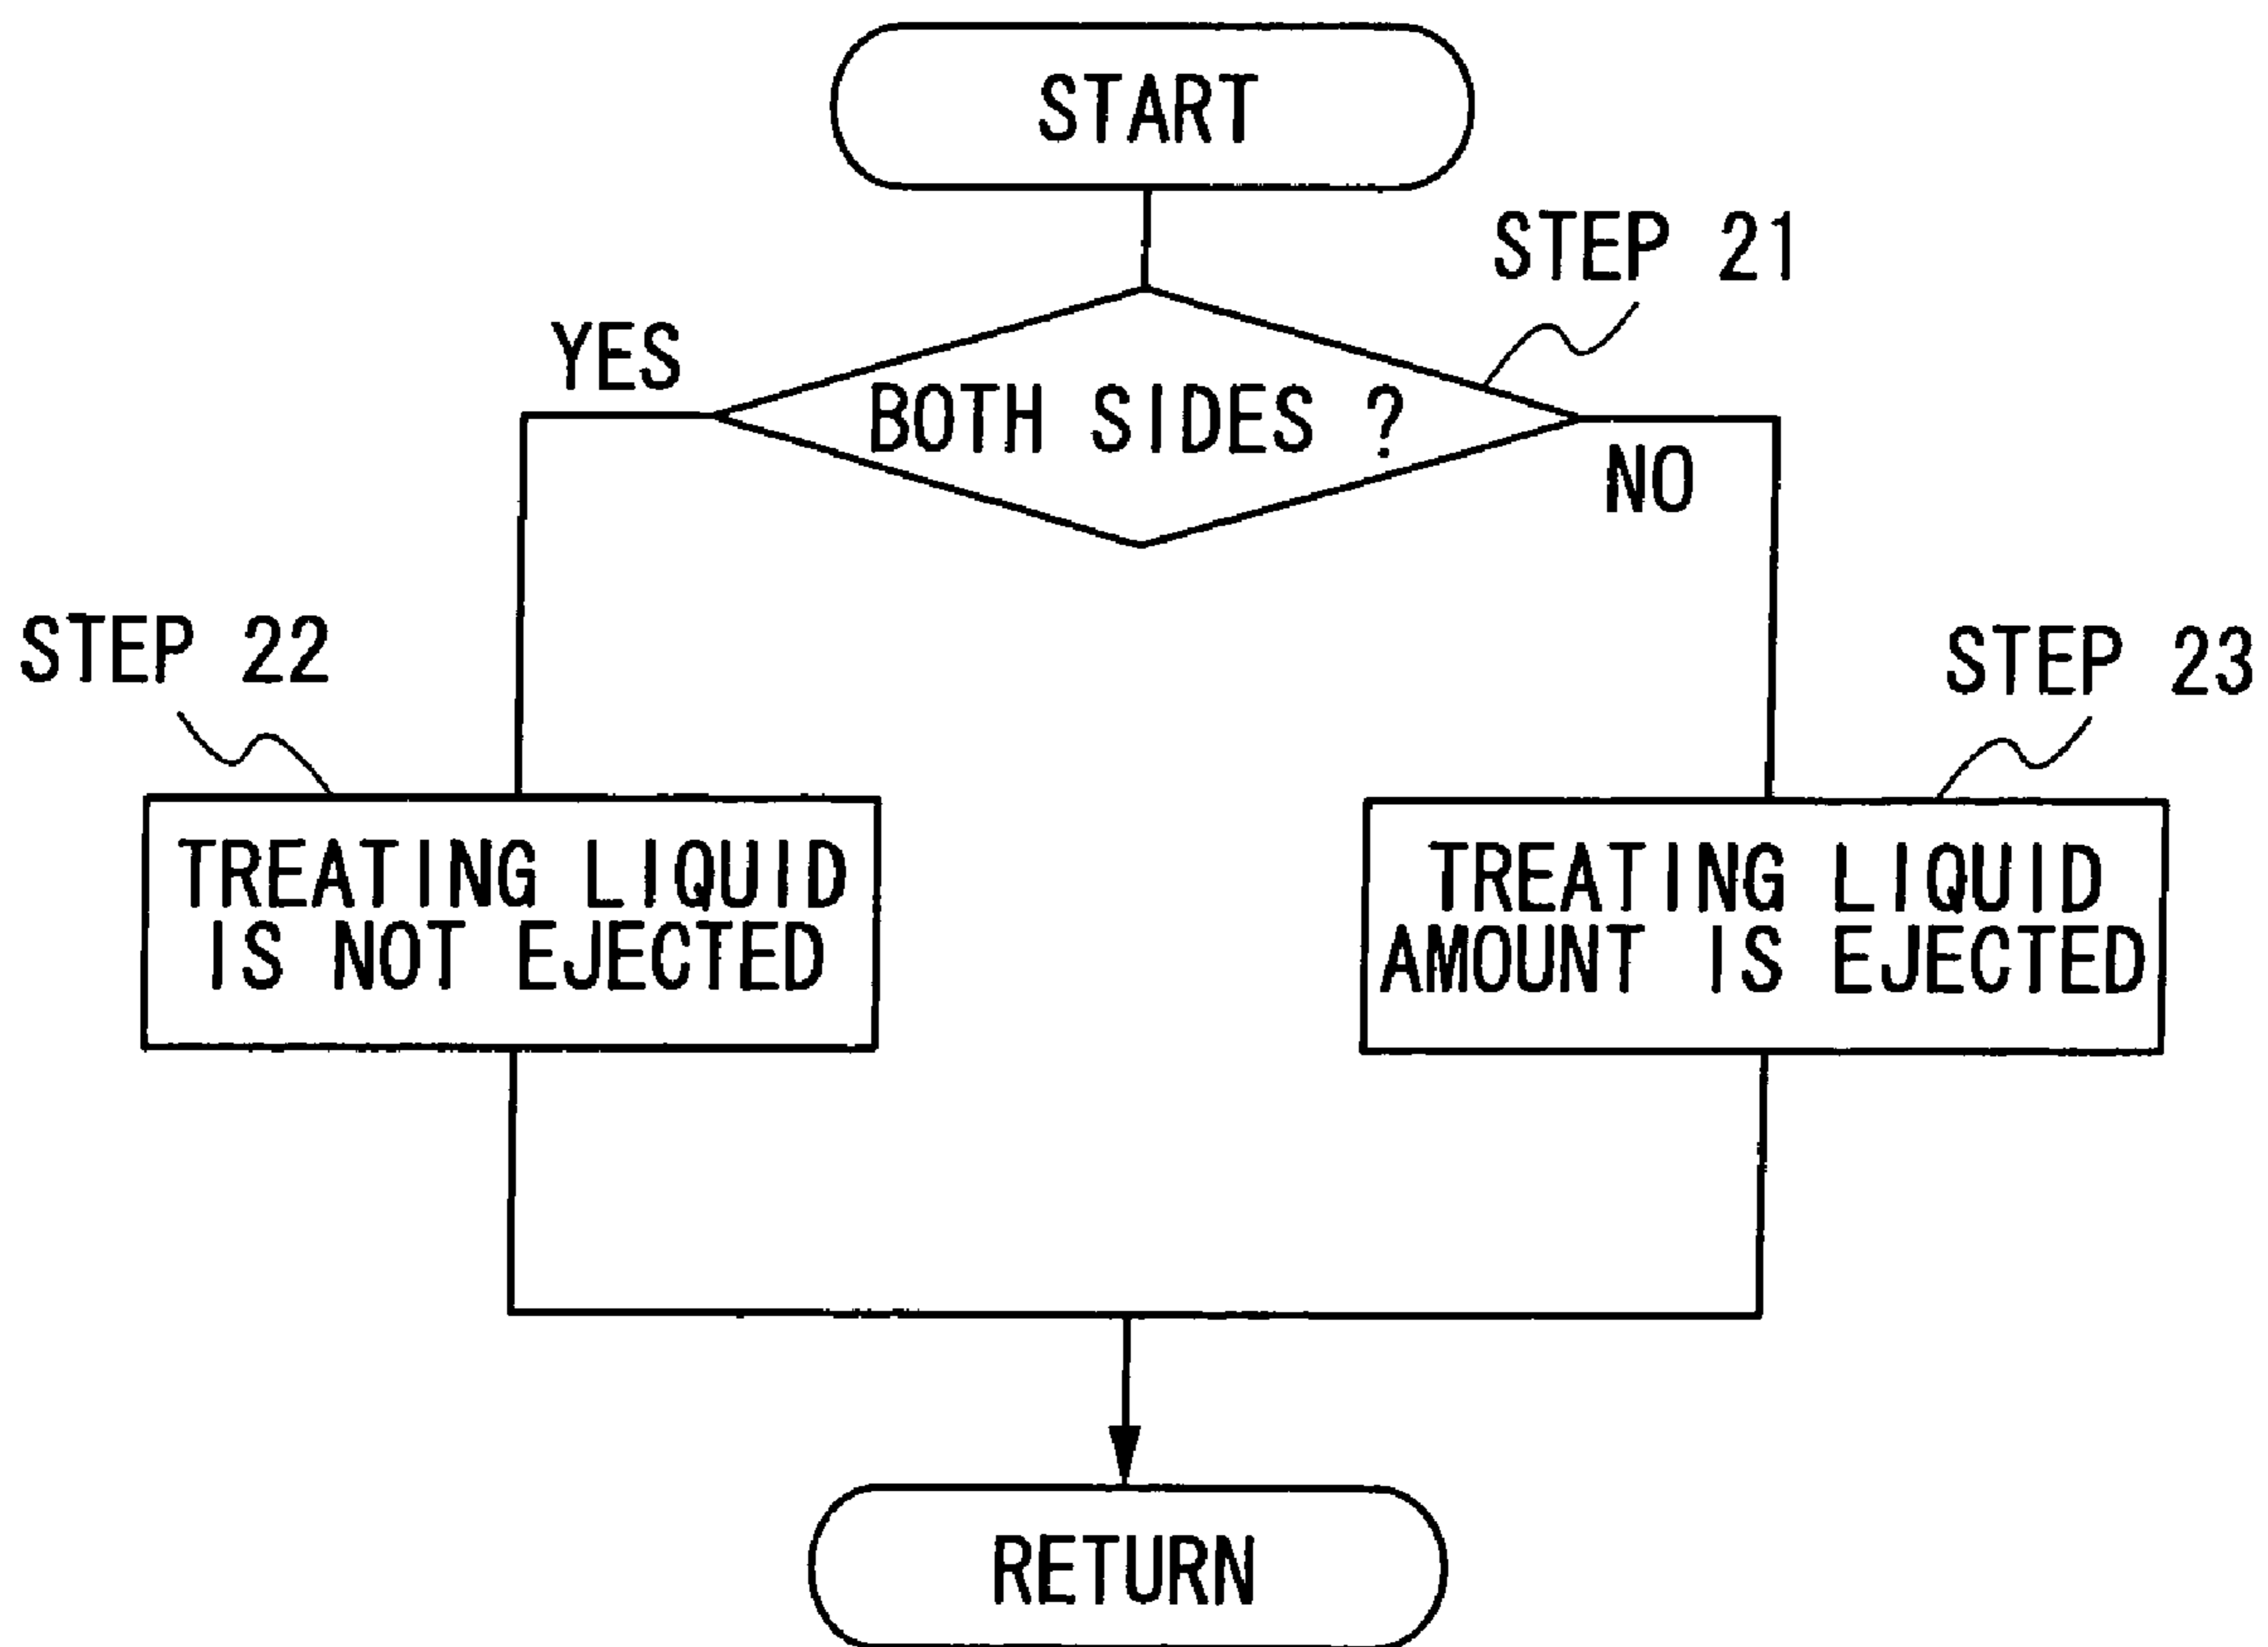 START
STEP 21
YES
BOTH SIDES ?
NO
STEP 22
STEP 23
TREATING LIQUID
IS NOT EJECTED
TREATING LIQUID
AMOUNT IS EJECTED
RETURN